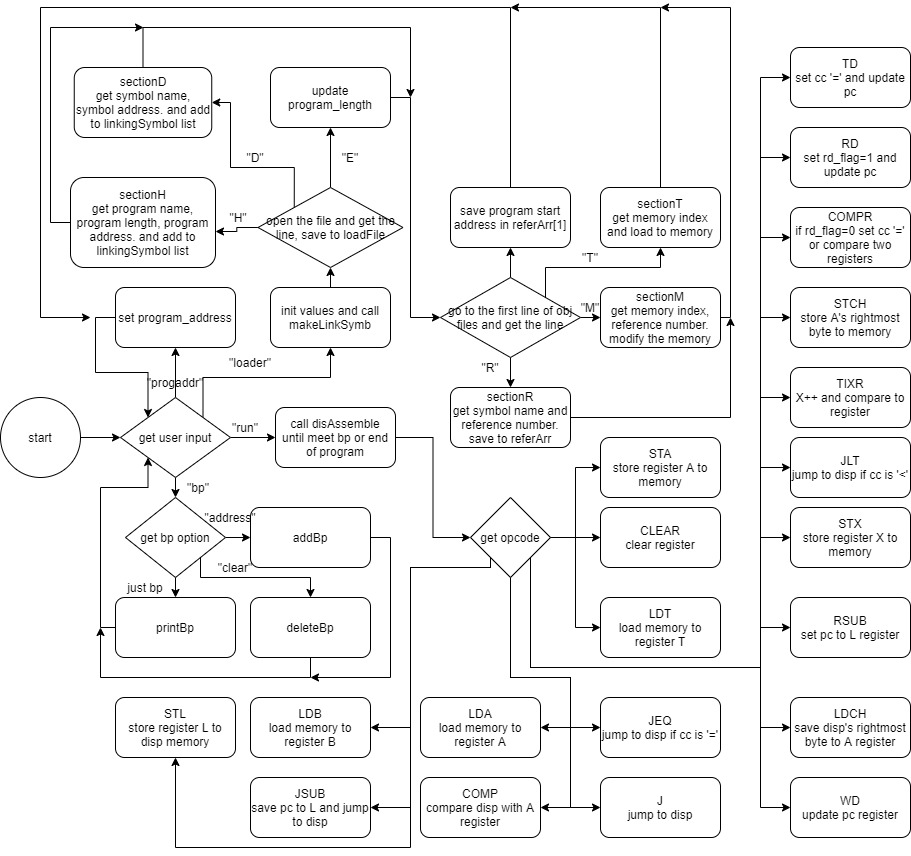 sectionD
get symbol name,
symbol address. and add
to linkingSymbol list
update
program_length
TD
set cc '=' and update
pc
"D"
"E"
RD
set rd_flag=1 and
update pc
sectionH
get program name,
program length, program
address. and add to
linkingSymbol list
"H"
open the file and get the
line, save to loadFile
save program start
address in referArr[1]
sectionT
get memory index
and load to memory
COMPR
if rd_flag=0 set cc '='
or compare two
registers
"T"
set program_address
init values and call
makeLinkSymb
go to the first line of obj
files and get the line
"M"
sectionM
get memory index,
reference number.
modify the memory
STCH
store A's rightmost
byte to memory
"progaddr"
"loader"
"R"
TIXR
X++ and compare to
register
start
get user input
"run"
call disAssemble
until meet bp or end
of program
sectionR
get symbol name and
reference number.
save to referArr
STA
store register A to
memory
JLT
jump to disp if cc is '<'
"bp"
get bp option
"address"
addBp
get opcode
CLEAR
clear register
STX
store register X to
memory
"clear"
just bp
printBp
deleteBp
LDT
load memory to
register T
RSUB
set pc to L register
STL
store register L to
disp memory
LDB
load memory to
register B
LDA
load memory to
register A
JEQ
jump to disp if cc is '='
LDCH
save disp's rightmost
byte to A register
JSUB
save pc to L and jump
to disp
COMP
compare disp with A
register
J
jump to disp
WD
update pc register